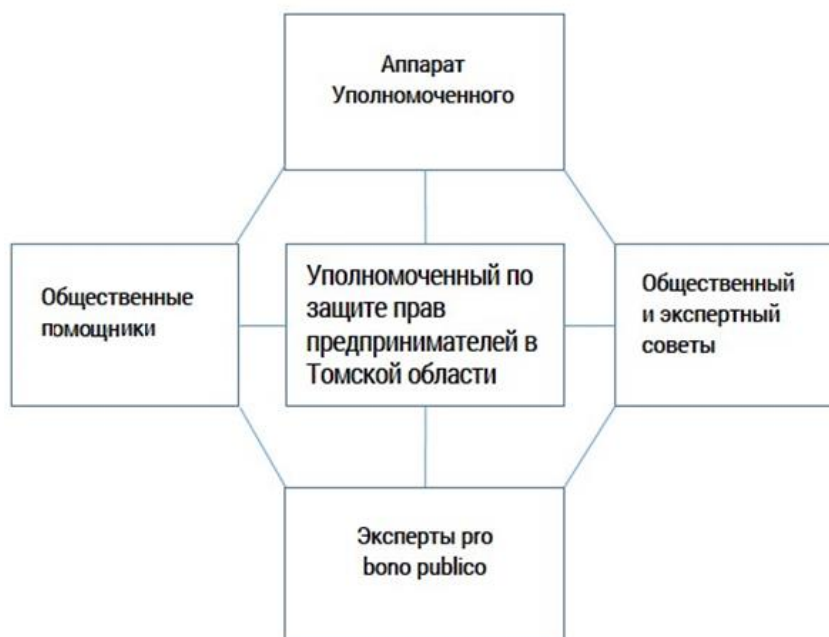 Аппарат
Уполномоченного
Общественные
помощники
Уполномоченный по
защите прав
предпринимателей в
Томской области
Общественный
и экспертный
советы
Эксперты pro
bono publico